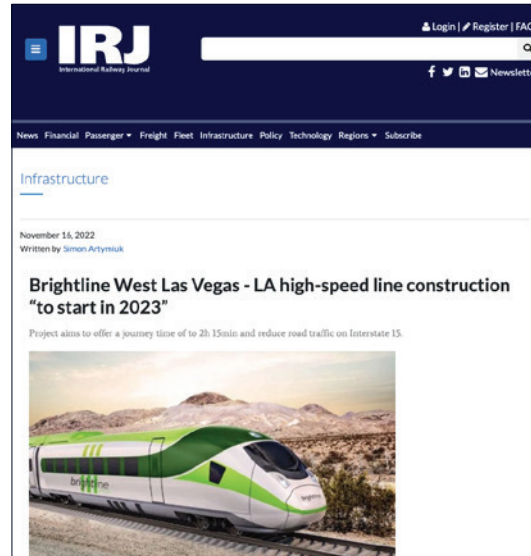 Login | Register | FAQ
IRJ
International Railway Journal
Newslette
News Financial Passenger Freight Fleet Infrastructure Policy Technology Regions Subscribe
Infrastructure
November 16, 2022
Written by Simon Artymiuk
Brightline West Las Vegas - LA high-speed line construction
“to start in 2023”
Project aims to offer a journey time of to 2h 15min and reduce road traffic on Interstate 15.
brightline